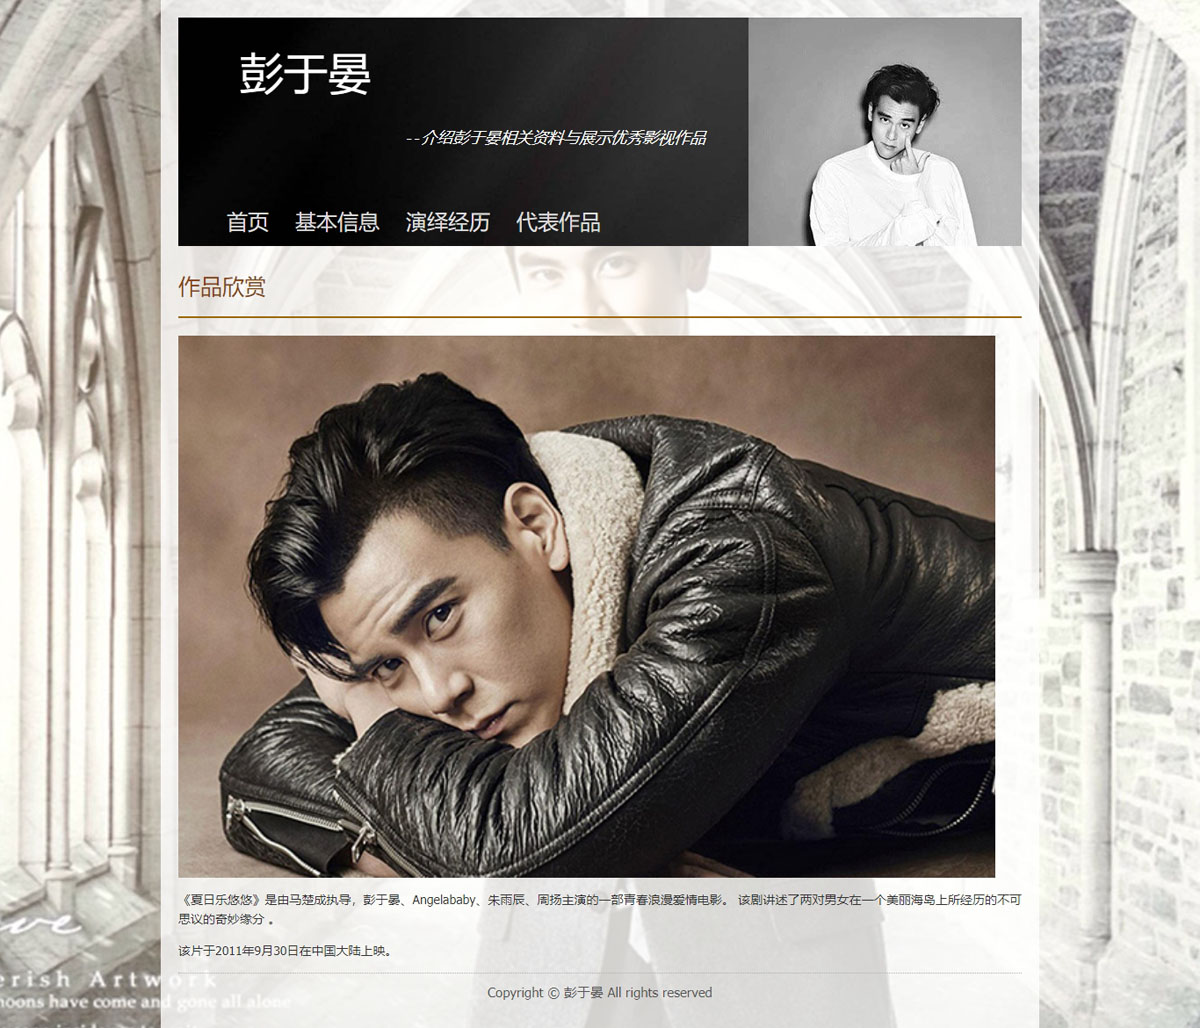 彭于晏
--介绍彭于晏相关资料与展示优秀影视作品
首页 基本信息 演绎经历 代表作品
作品欣赏
《夏日乐悠悠》是由马楚成执导，彭于晏、Angelababy、朱雨辰、周扬主演的一部青春浪漫爱情电影。 该剧讲述了两对男女在一个美丽海岛上所经历的不可
思议的奇妙缘分 。
该片于2011年9月30日在中国大陆上映。
erish Artwork
noons have come and gone all alone
Copyright © 彭于晏 All rights reserved